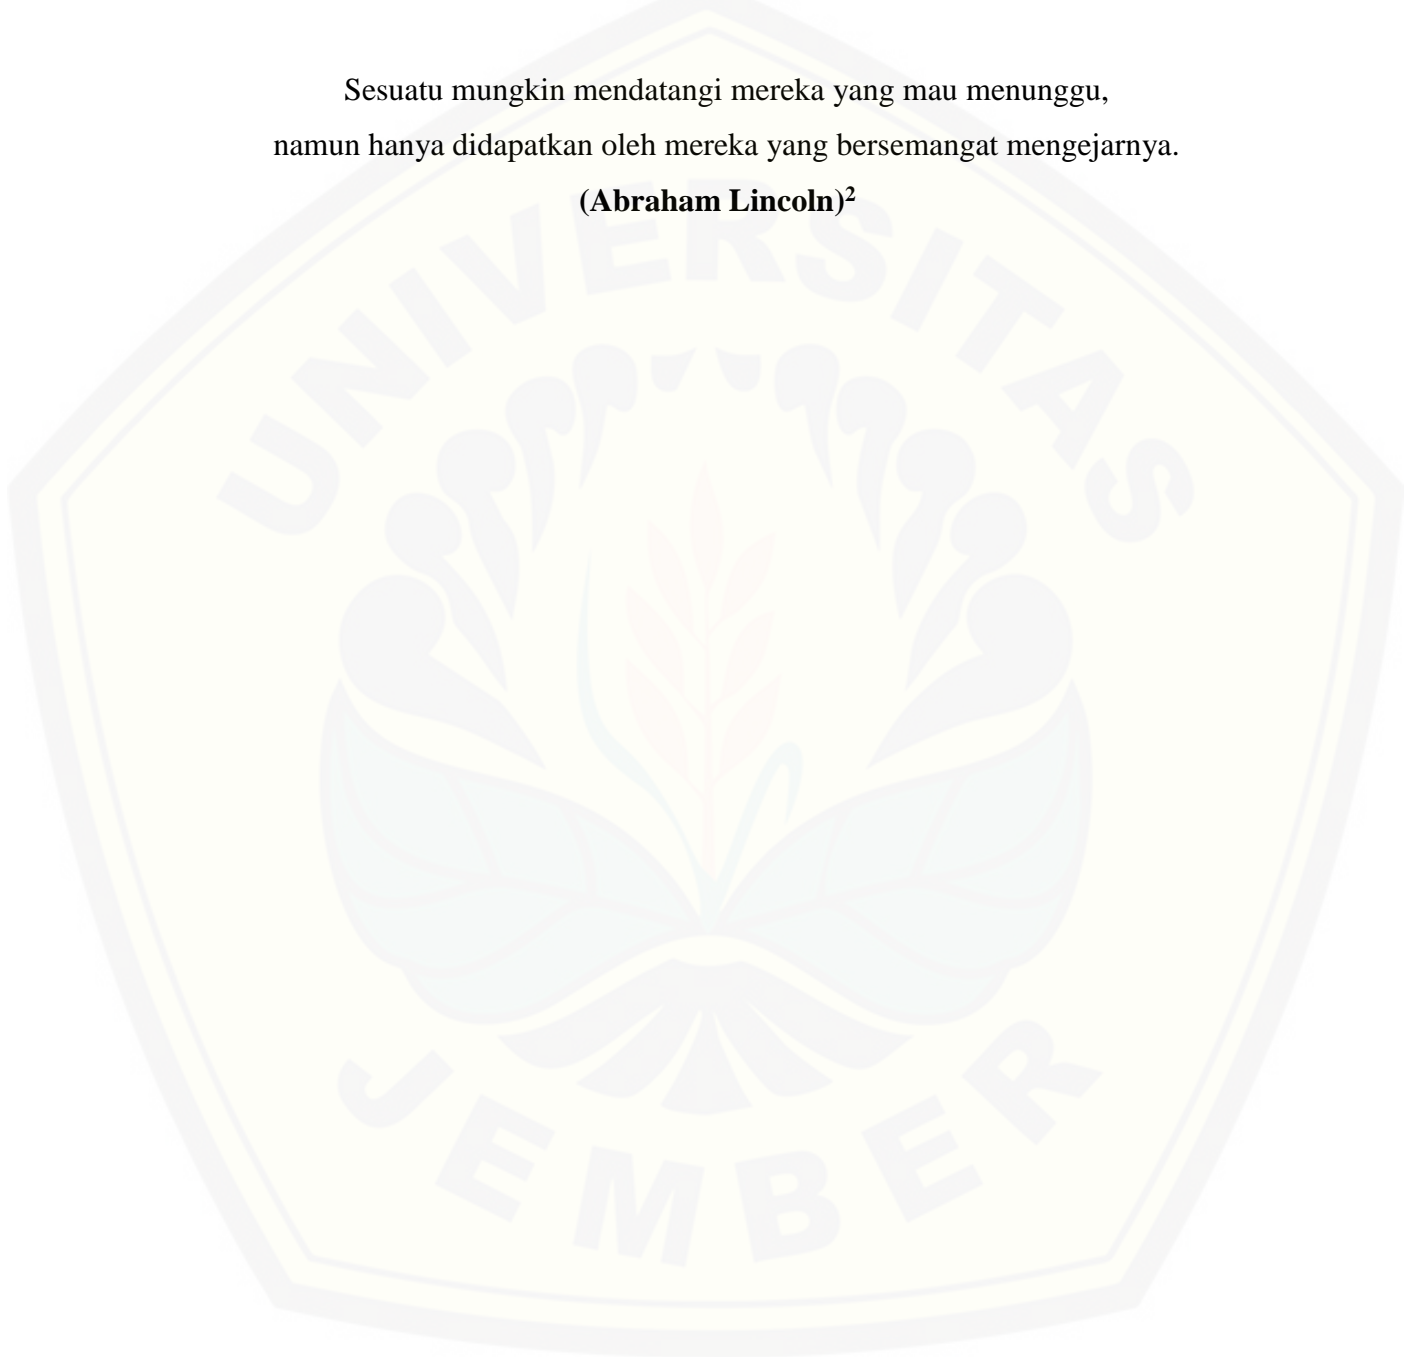 Sesuatu mungkin mendatangi mereka yang mau menunggu,
namun hanya didapatkan oleh mereka yang bersemangat mengejarnya.
(Abraham Lincoln)²
UNIVERSITAS
JEMBER